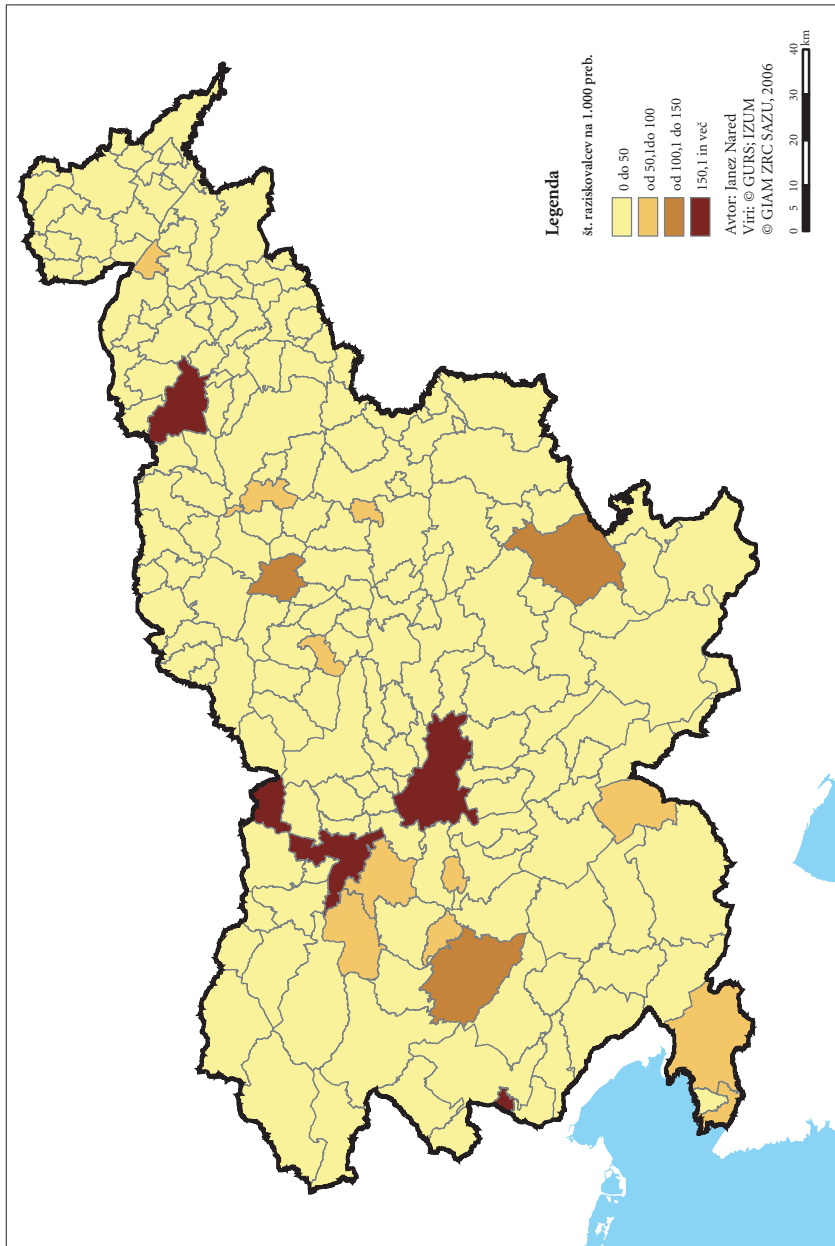 Legenda
št. raziskovalcev na 1.000 preb.
0 do 50
od 50,1do 100
od 100,1 do 150
150,1 in več
Avtor: Janez Nared
Viri: © GURS; IZUM
© GIAM ZRC SAZU, 2006
0 5 10 20 30 40
km